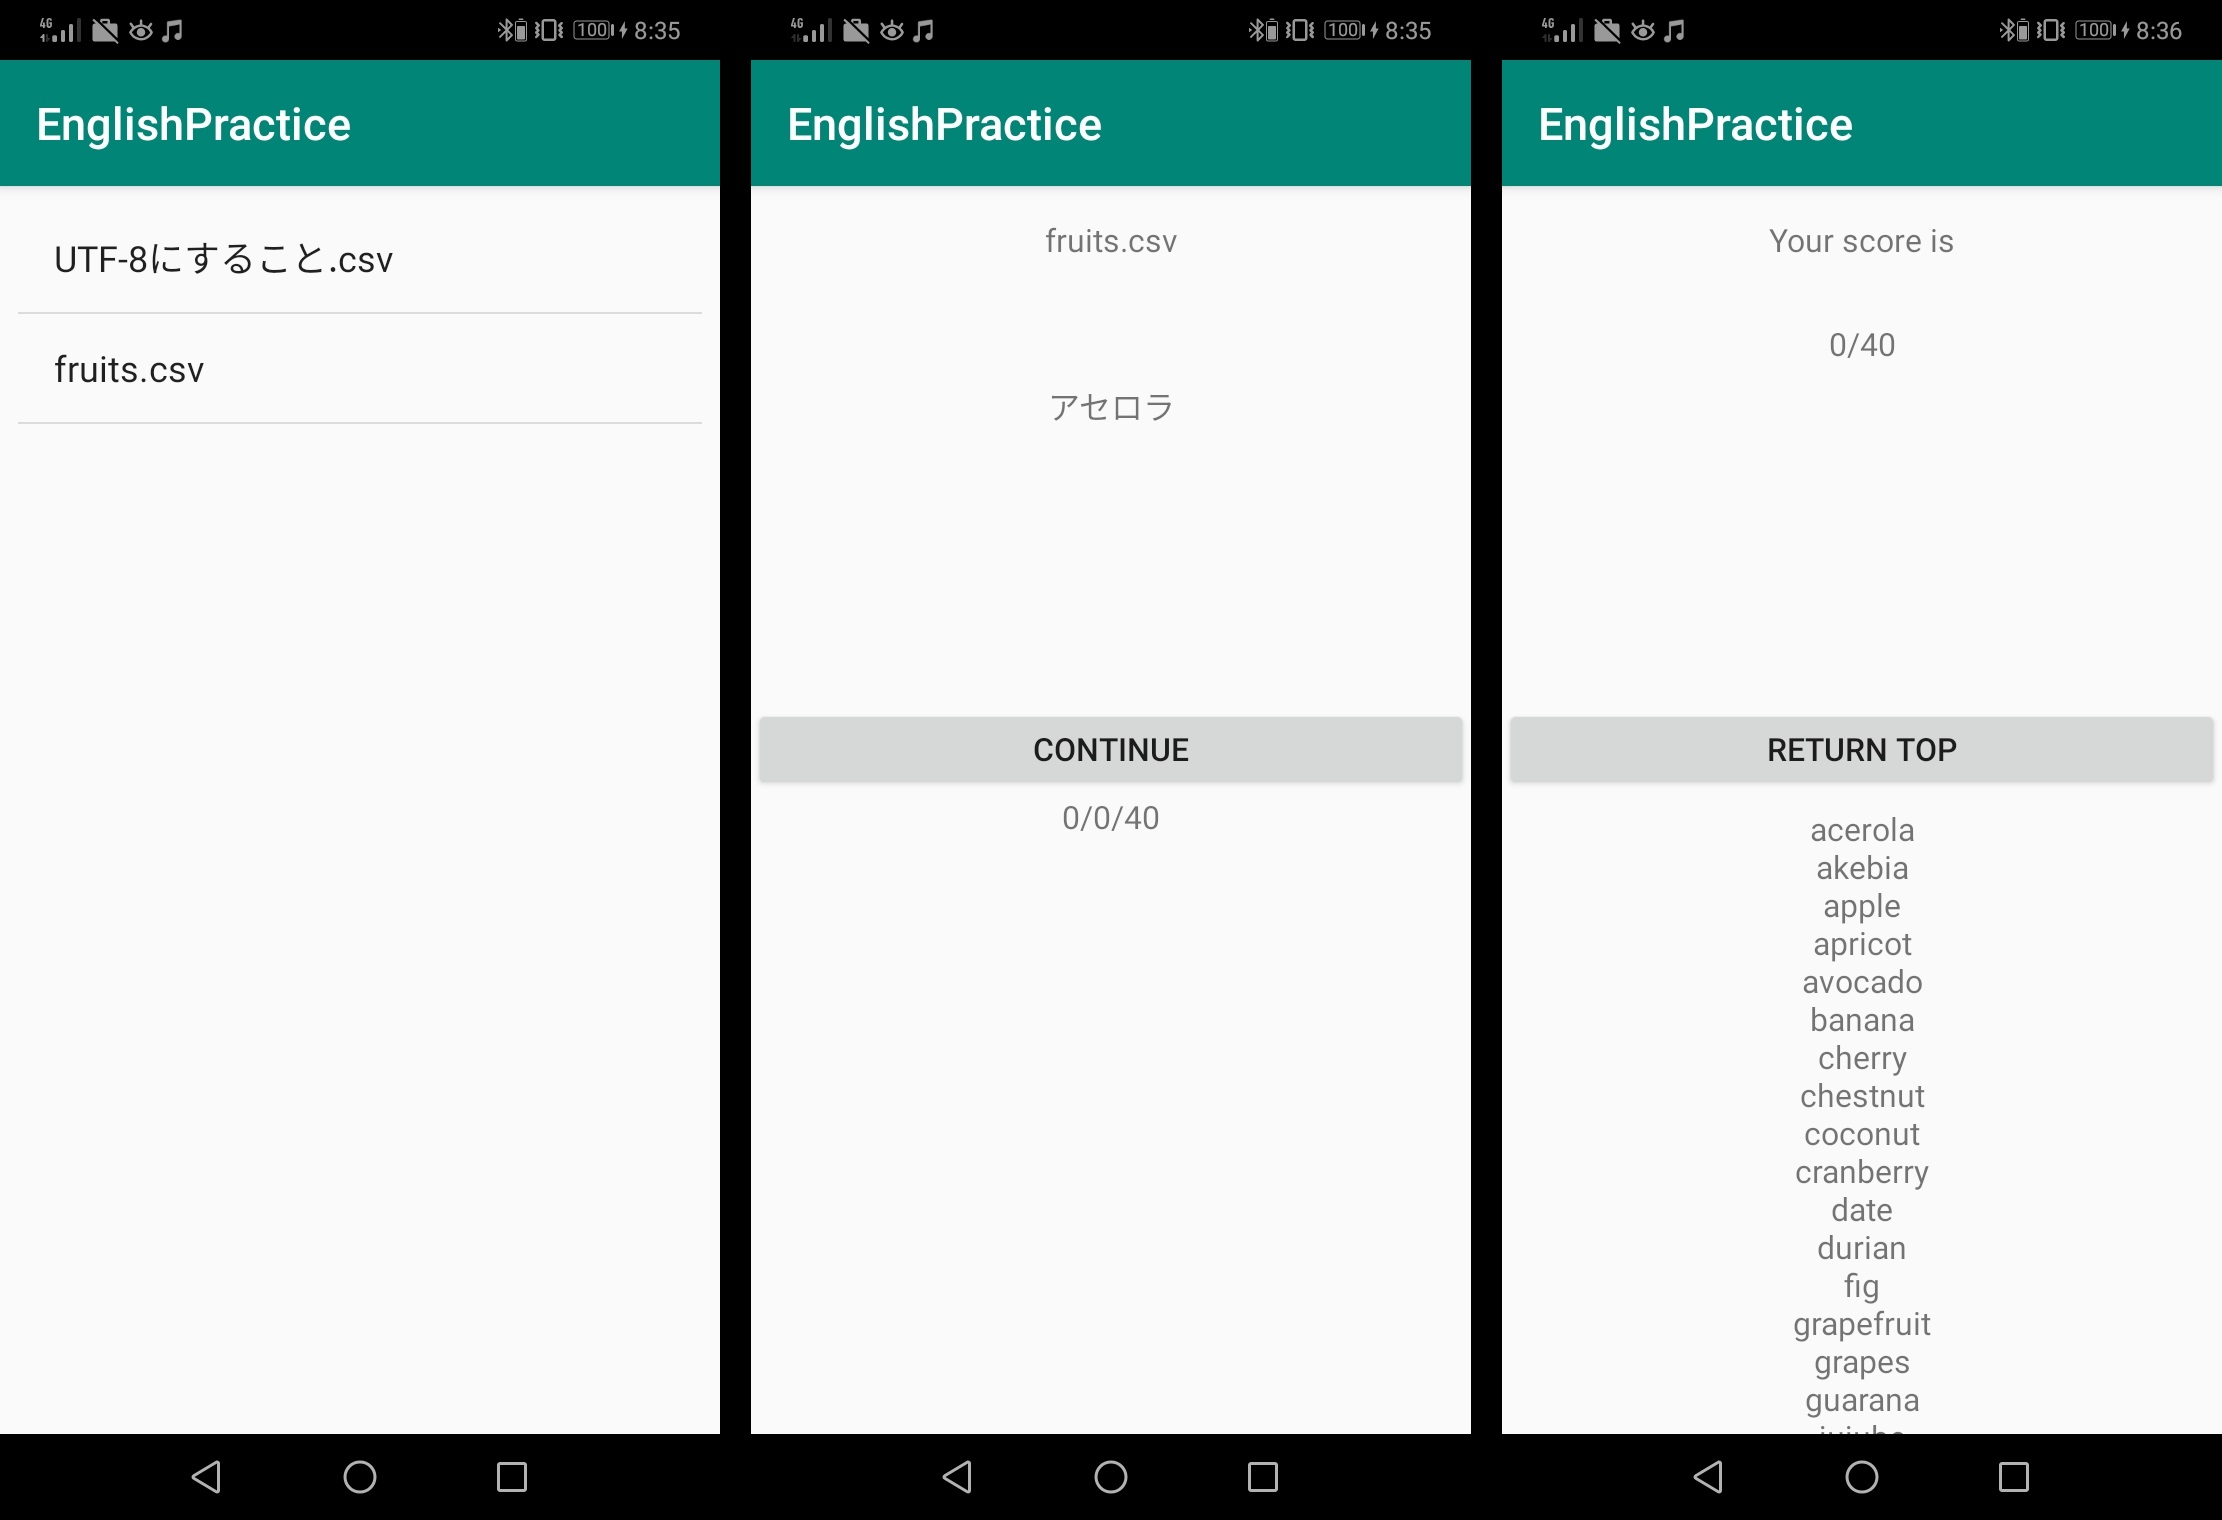 4G
100
8:35
EnglishPractice
UTF-8にすること.csv
fruits.csv
4G
100
8:35
EnglishPractice
fruits.csv
アセロラ
CONTINUE
0/0/40
4G
100
8:36
EnglishPractice
Your score is
0/40
RETURN TOP
acerola
akebia
apple
apricot
avocado
banana
cherry
chestnut
coconut
cranberry
date
durian
fig
grapefruit
grapes
guarana